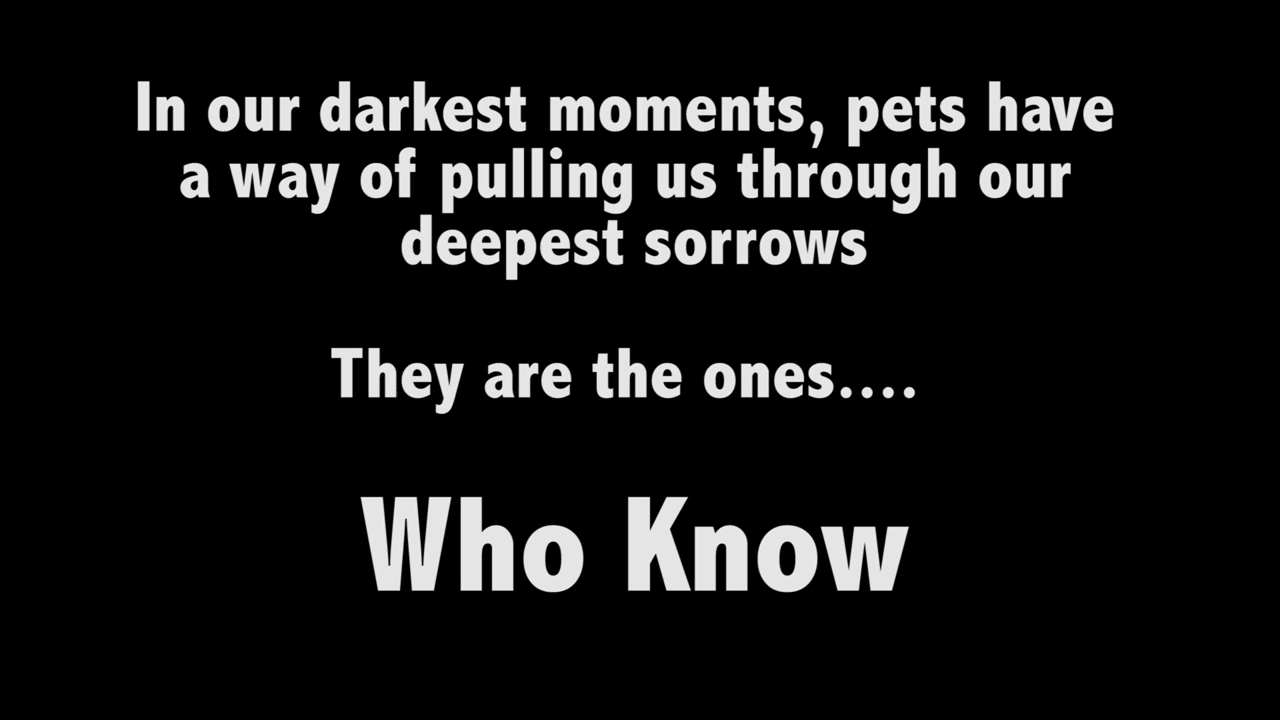 In our darkest moments, pets have
a way of pulling us through our
deepest sorrows
They are the ones....
Who Know